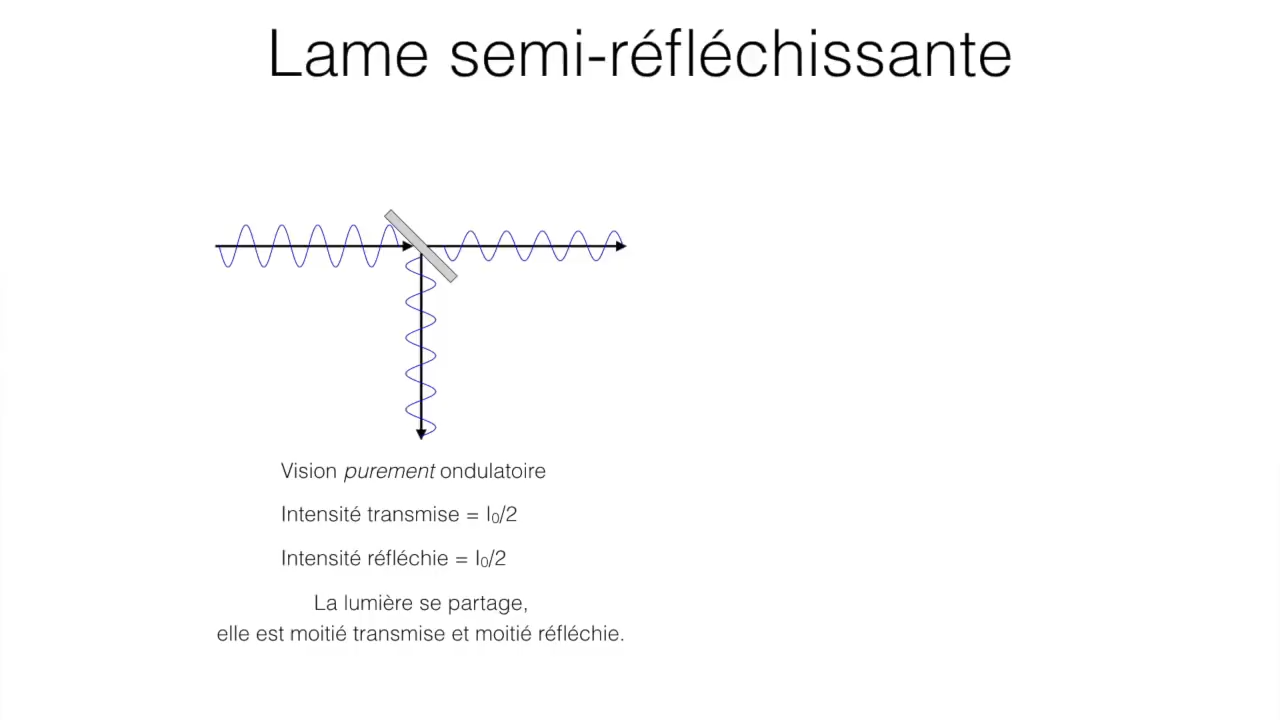 Lame semi-réfléchissante
Vision purement ondulatoire
Intensité transmise = I₀/2
Intensité réfléchie = I₀/2
La lumière se partage,
elle est moitié transmise et moitié réfléchie.